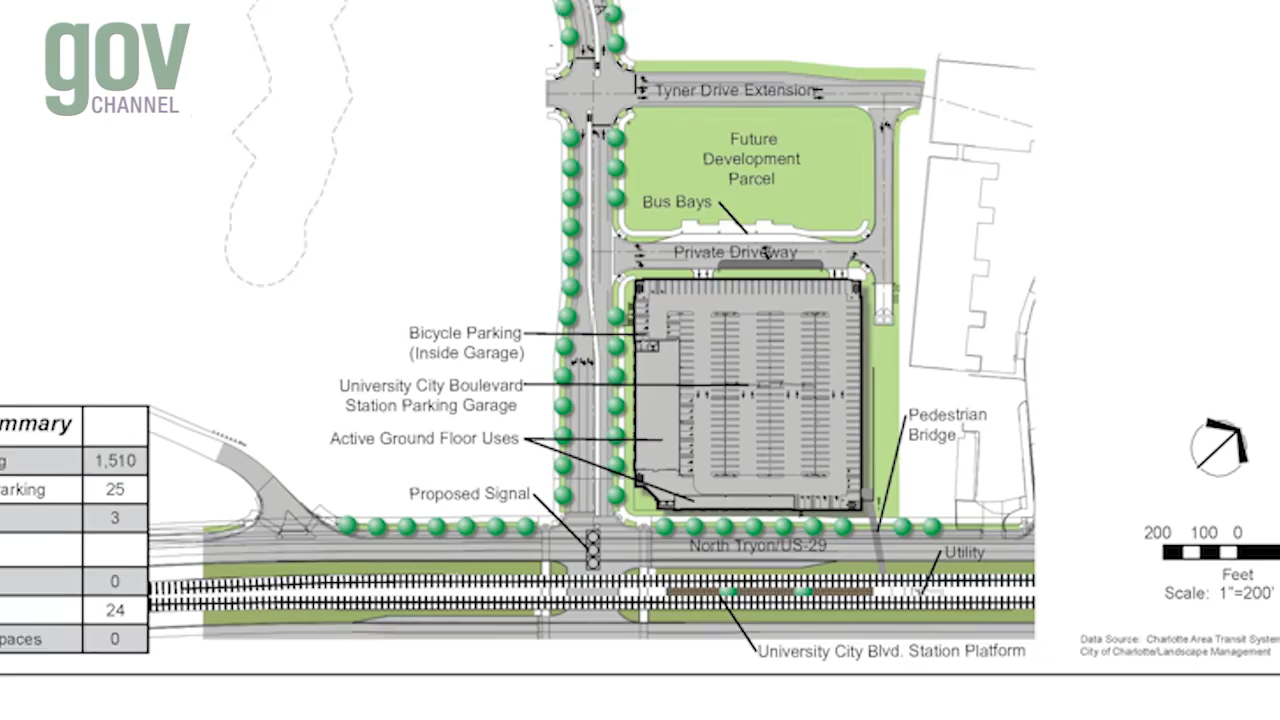 gov
CHANNEL
Tyner Drive Extension
Future
Development
Parcel
Bus Bays
Private Driveway
Bicycle Parking
(Inside Garage)
University City Boulevard
Station Parking Garage
Active Ground Floor Uses
Proposed Signal
Pedestrian
Bridge
North Tryon/US-29
Utility
University City Blvd. Station Platform
mmary
g 1,510
arking 25
3
0
24
paces 0
200 100 0
Feet
Scale: 1"=200'
Data Source: Charlotte Area Transit System
City of Charlotte/Landscape Management